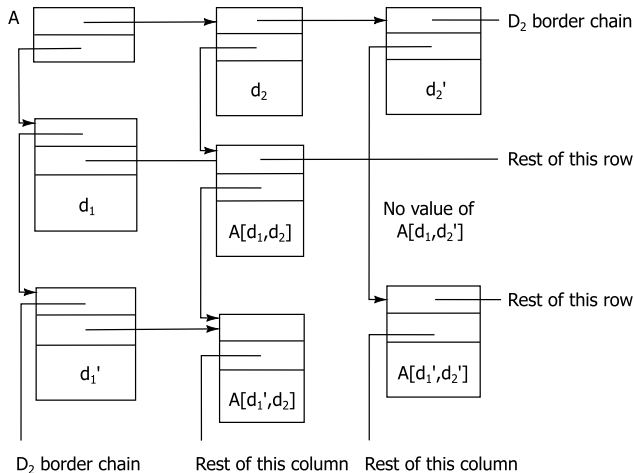 A
D₂ border chain
d₂
d₂'
Rest of this row
d₁
A[d₁,d₂]
No value of
A[d₁,d₂']
Rest of this row
d₁'
A[d₁',d₂]
A[d₁',d₂']
D₂ border chain
Rest of this column
Rest of this column